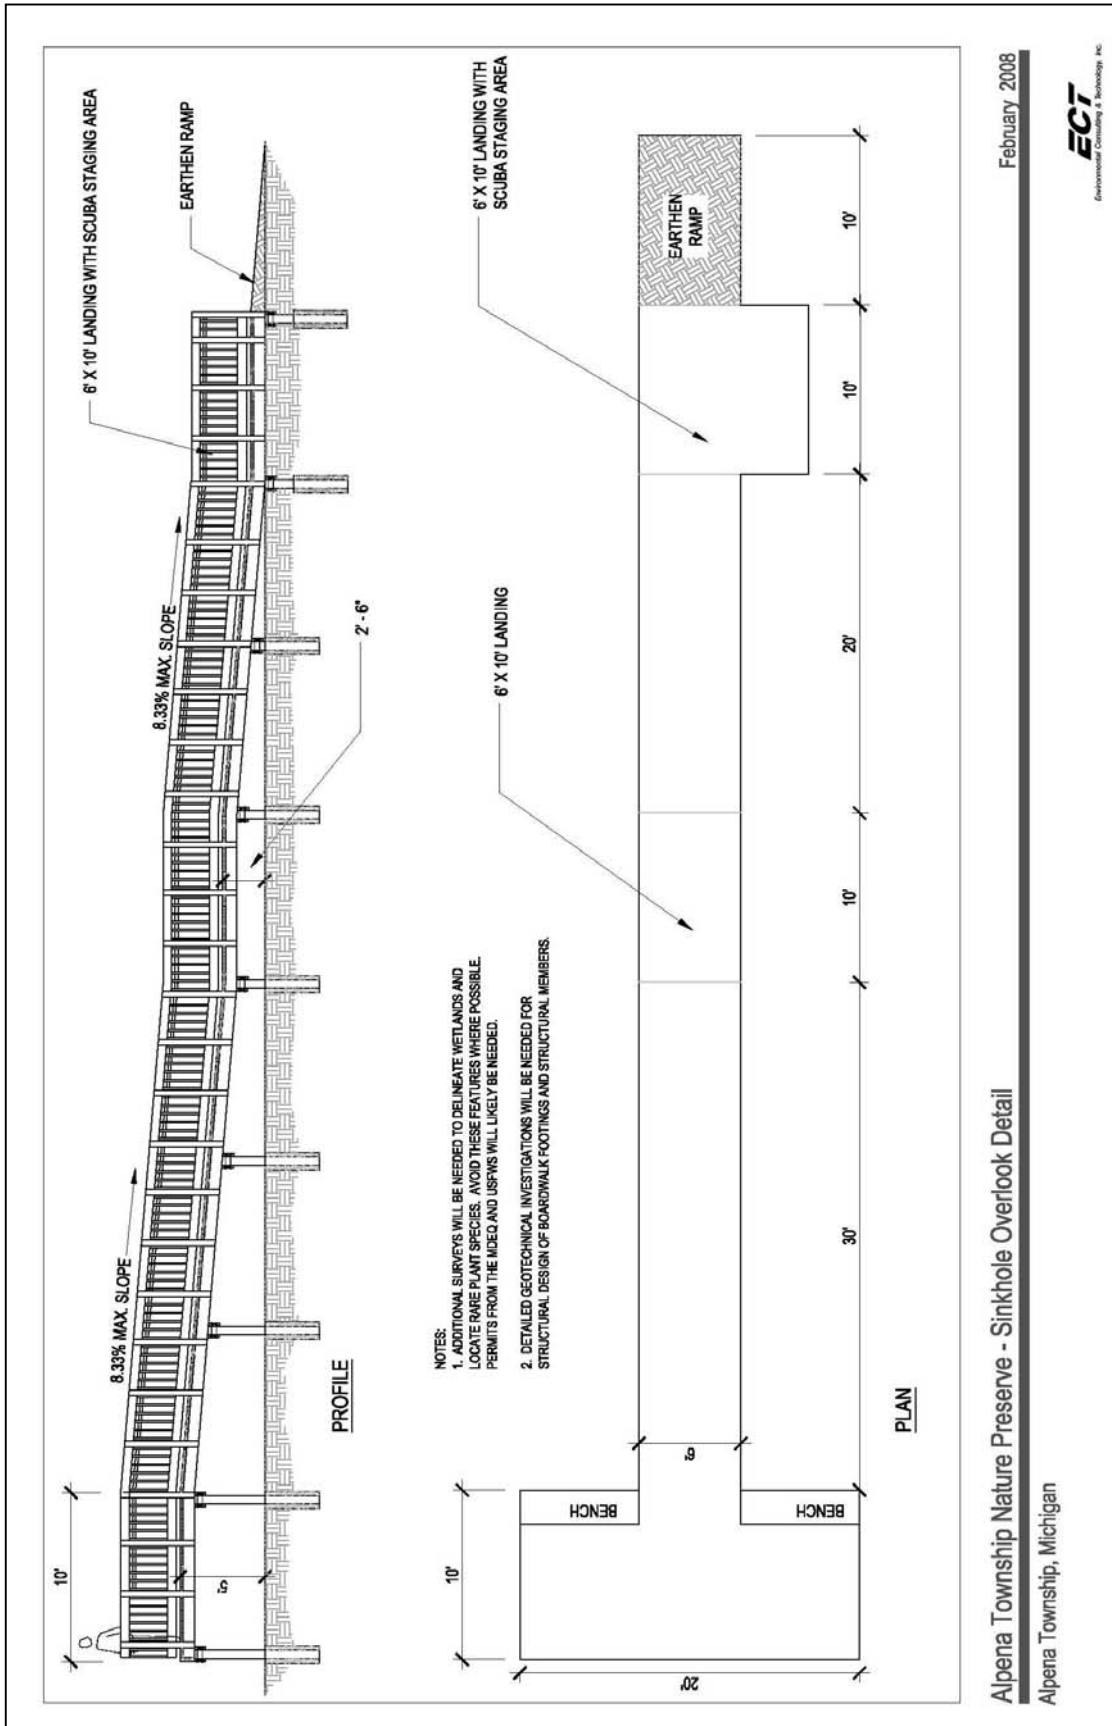 10'
8.33% MAX. SLOPE
8.33% MAX. SLOPE
6' X 10' LANDING WITH SCUBA STAGING AREA
EARTHEN RAMP
5'
2' - 6"
PROFILE
NOTES:
1. ADDITIONAL SURVEYS WILL BE NEEDED TO DELINEATE WETLANDS AND
LOCATE RARE PLANT SPECIES. AVOID THESE FEATURES WHERE POSSIBLE.
PERMITS FROM THE MDEQ AND USFWS WILL LIKELY BE NEEDED.
2. DETAILED GEOTECHNICAL INVESTIGATIONS WILL BE NEEDED FOR
STRUCTURAL DESIGN OF BOARDWALK FOOTINGS AND STRUCTURAL MEMBERS.
6' X 10' LANDING
6' X 10' LANDING WITH
SCUBA STAGING AREA
10'
BENCH
6'
EARTHEN
RAMP
BENCH
20'
30'
10'
20'
10'
10'
PLAN
Alpena Township Nature Preserve - Sinkhole Overlook Detail
February 2008
Alpena Township, Michigan
ECT
Environmental Consulting & Technology, Inc.